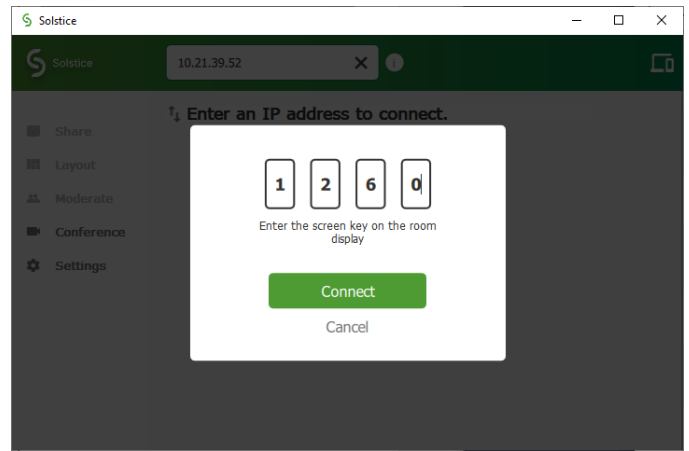 Solstice
Solstice
10.21.39.52
Enter an IP address to connect.
Share
Layout
Moderate
Conference
Settings
1 2 6 0
Enter the screen key on the room
display
Connect
Cancel